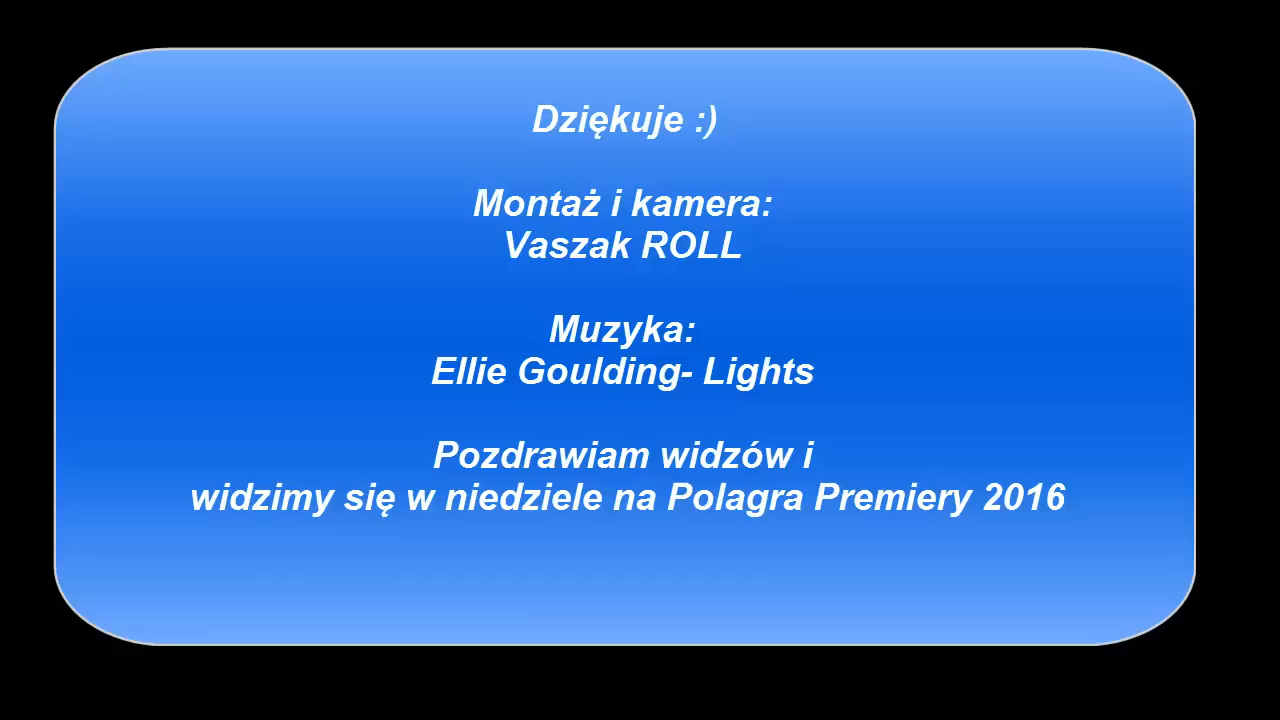 Dziękuje :)
Montaż i kamera:
Vaszak ROLL
Muzyka:
Ellie Goulding- Lights
Pozdrawiam widzów i
widzimy się w niedziele na Polagra Premiery 2016